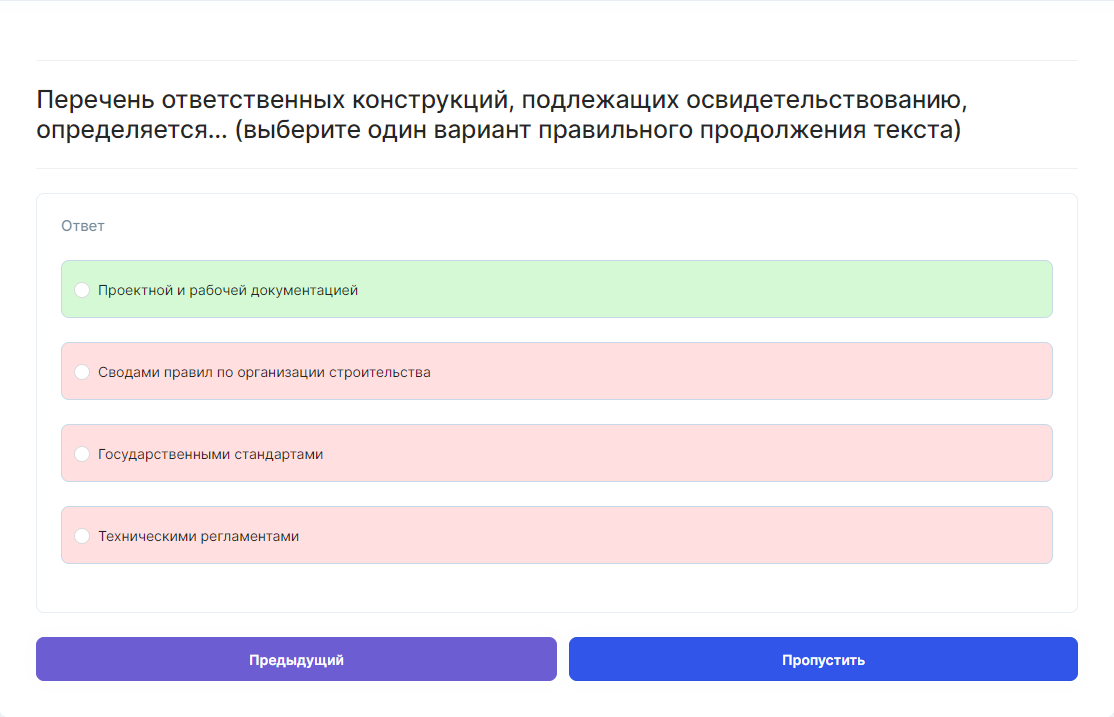 Перечень ответственных конструкций, подлежащих освидетельствованию,
определяется... (выберите один вариант правильного продолжения текста)
Ответ
Проектной и рабочей документацией
Сводами правил по организации строительства
Государственными стандартами
Техническими регламентами
Предыдущий
Пропустить